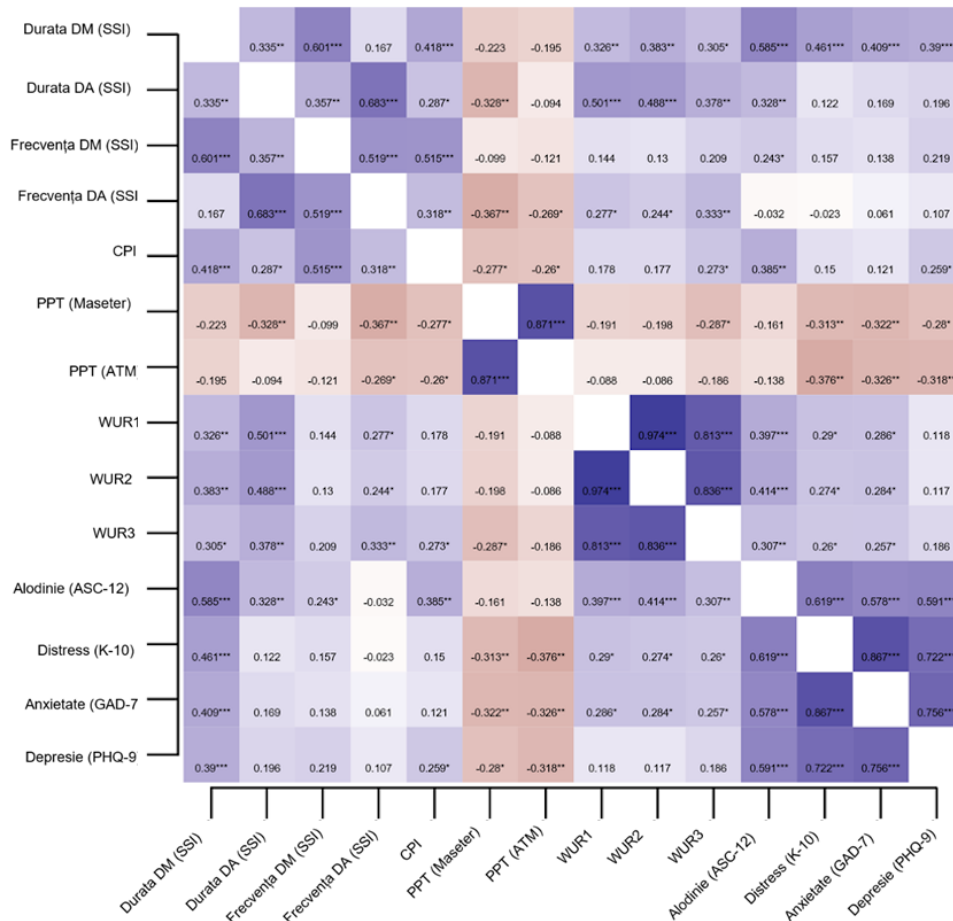 Durata DM (SSI) 0.335** 0.601*** 0.167 0.418*** -0.223 -0.195 0.326** 0.383** 0.305* 0.585*** 0.461*** 0.409*** 0.39***
Durata DA (SSI) 0.335** 0.357** 0.683*** 0.287* -0.328** -0.094 0.501*** 0.488*** 0.378** 0.328** 0.122 0.169 0.196
Frecvența DM (SSI) 0.601*** 0.357** 0.519*** 0.515*** -0.099 -0.121 0.144 0.13 0.209 0.243* 0.157 0.138 0.219
Frecvența DA (SSI 0.167 0.683*** 0.519*** 0.318** -0.367** -0.269* 0.277* 0.244* 0.333** -0.032 -0.023 0.061 0.107
CPI 0.418*** 0.287* 0.515*** 0.318** -0.277* -0.26* 0.178 0.177 0.273* 0.385** 0.15 0.121 0.259*
PPT (Maseter) -0.223 -0.328** -0.099 -0.367** -0.277* 0.871*** -0.191 -0.198 -0.287* -0.161 -0.313** -0.322** -0.28*
PPT (ATM -0.195 -0.094 -0.121 -0.269* -0.26* 0.871*** -0.088 -0.086 -0.186 -0.138 -0.376** -0.326** -0.318**
WUR1 0.326** 0.501*** 0.144 0.277* 0.178 -0.191 -0.088 0.974*** 0.813*** 0.397*** 0.29* 0.286* 0.118
WUR2 0.383** 0.488*** 0.13 0.244* 0.177 -0.198 -0.086 0.974*** 0.836*** 0.414*** 0.274* 0.284* 0.117
WUR3 0.305* 0.378** 0.209 0.333** 0.273* -0.287* -0.186 0.813*** 0.836*** 0.307** 0.26* 0.257* 0.186
Alodinie (ASC-12) 0.585*** 0.328** 0.243* -0.032 0.385** -0.161 -0.138 0.397*** 0.414*** 0.307** 0.619*** 0.578*** 0.591***
Distress (K-10) 0.461*** 0.122 0.157 -0.023 0.15 -0.313** -0.376** 0.29* 0.274* 0.26* 0.619*** 0.867*** 0.722***
Anxietate (GAD-7 0.409*** 0.169 0.138 0.061 0.121 -0.322** -0.326** 0.286* 0.284* 0.257* 0.578*** 0.867*** 0.756***
Depresie (PHQ-9 0.39*** 0.196 0.219 0.107 0.259* -0.28* -0.318** 0.118 0.117 0.186 0.591*** 0.722*** 0.756***
Durata DM (SSI)
Durata DA (SSI)
Frecvența DM (SSI)
Frecvența DA (SSI)
CPI
PPT (Maseter)
PPT (ATM)
WUR1
WUR2
WUR3
Alodinie (ASC-12)
Distress (K-10)
Anxietate (GAD-7)
Depresie (PHQ-9)